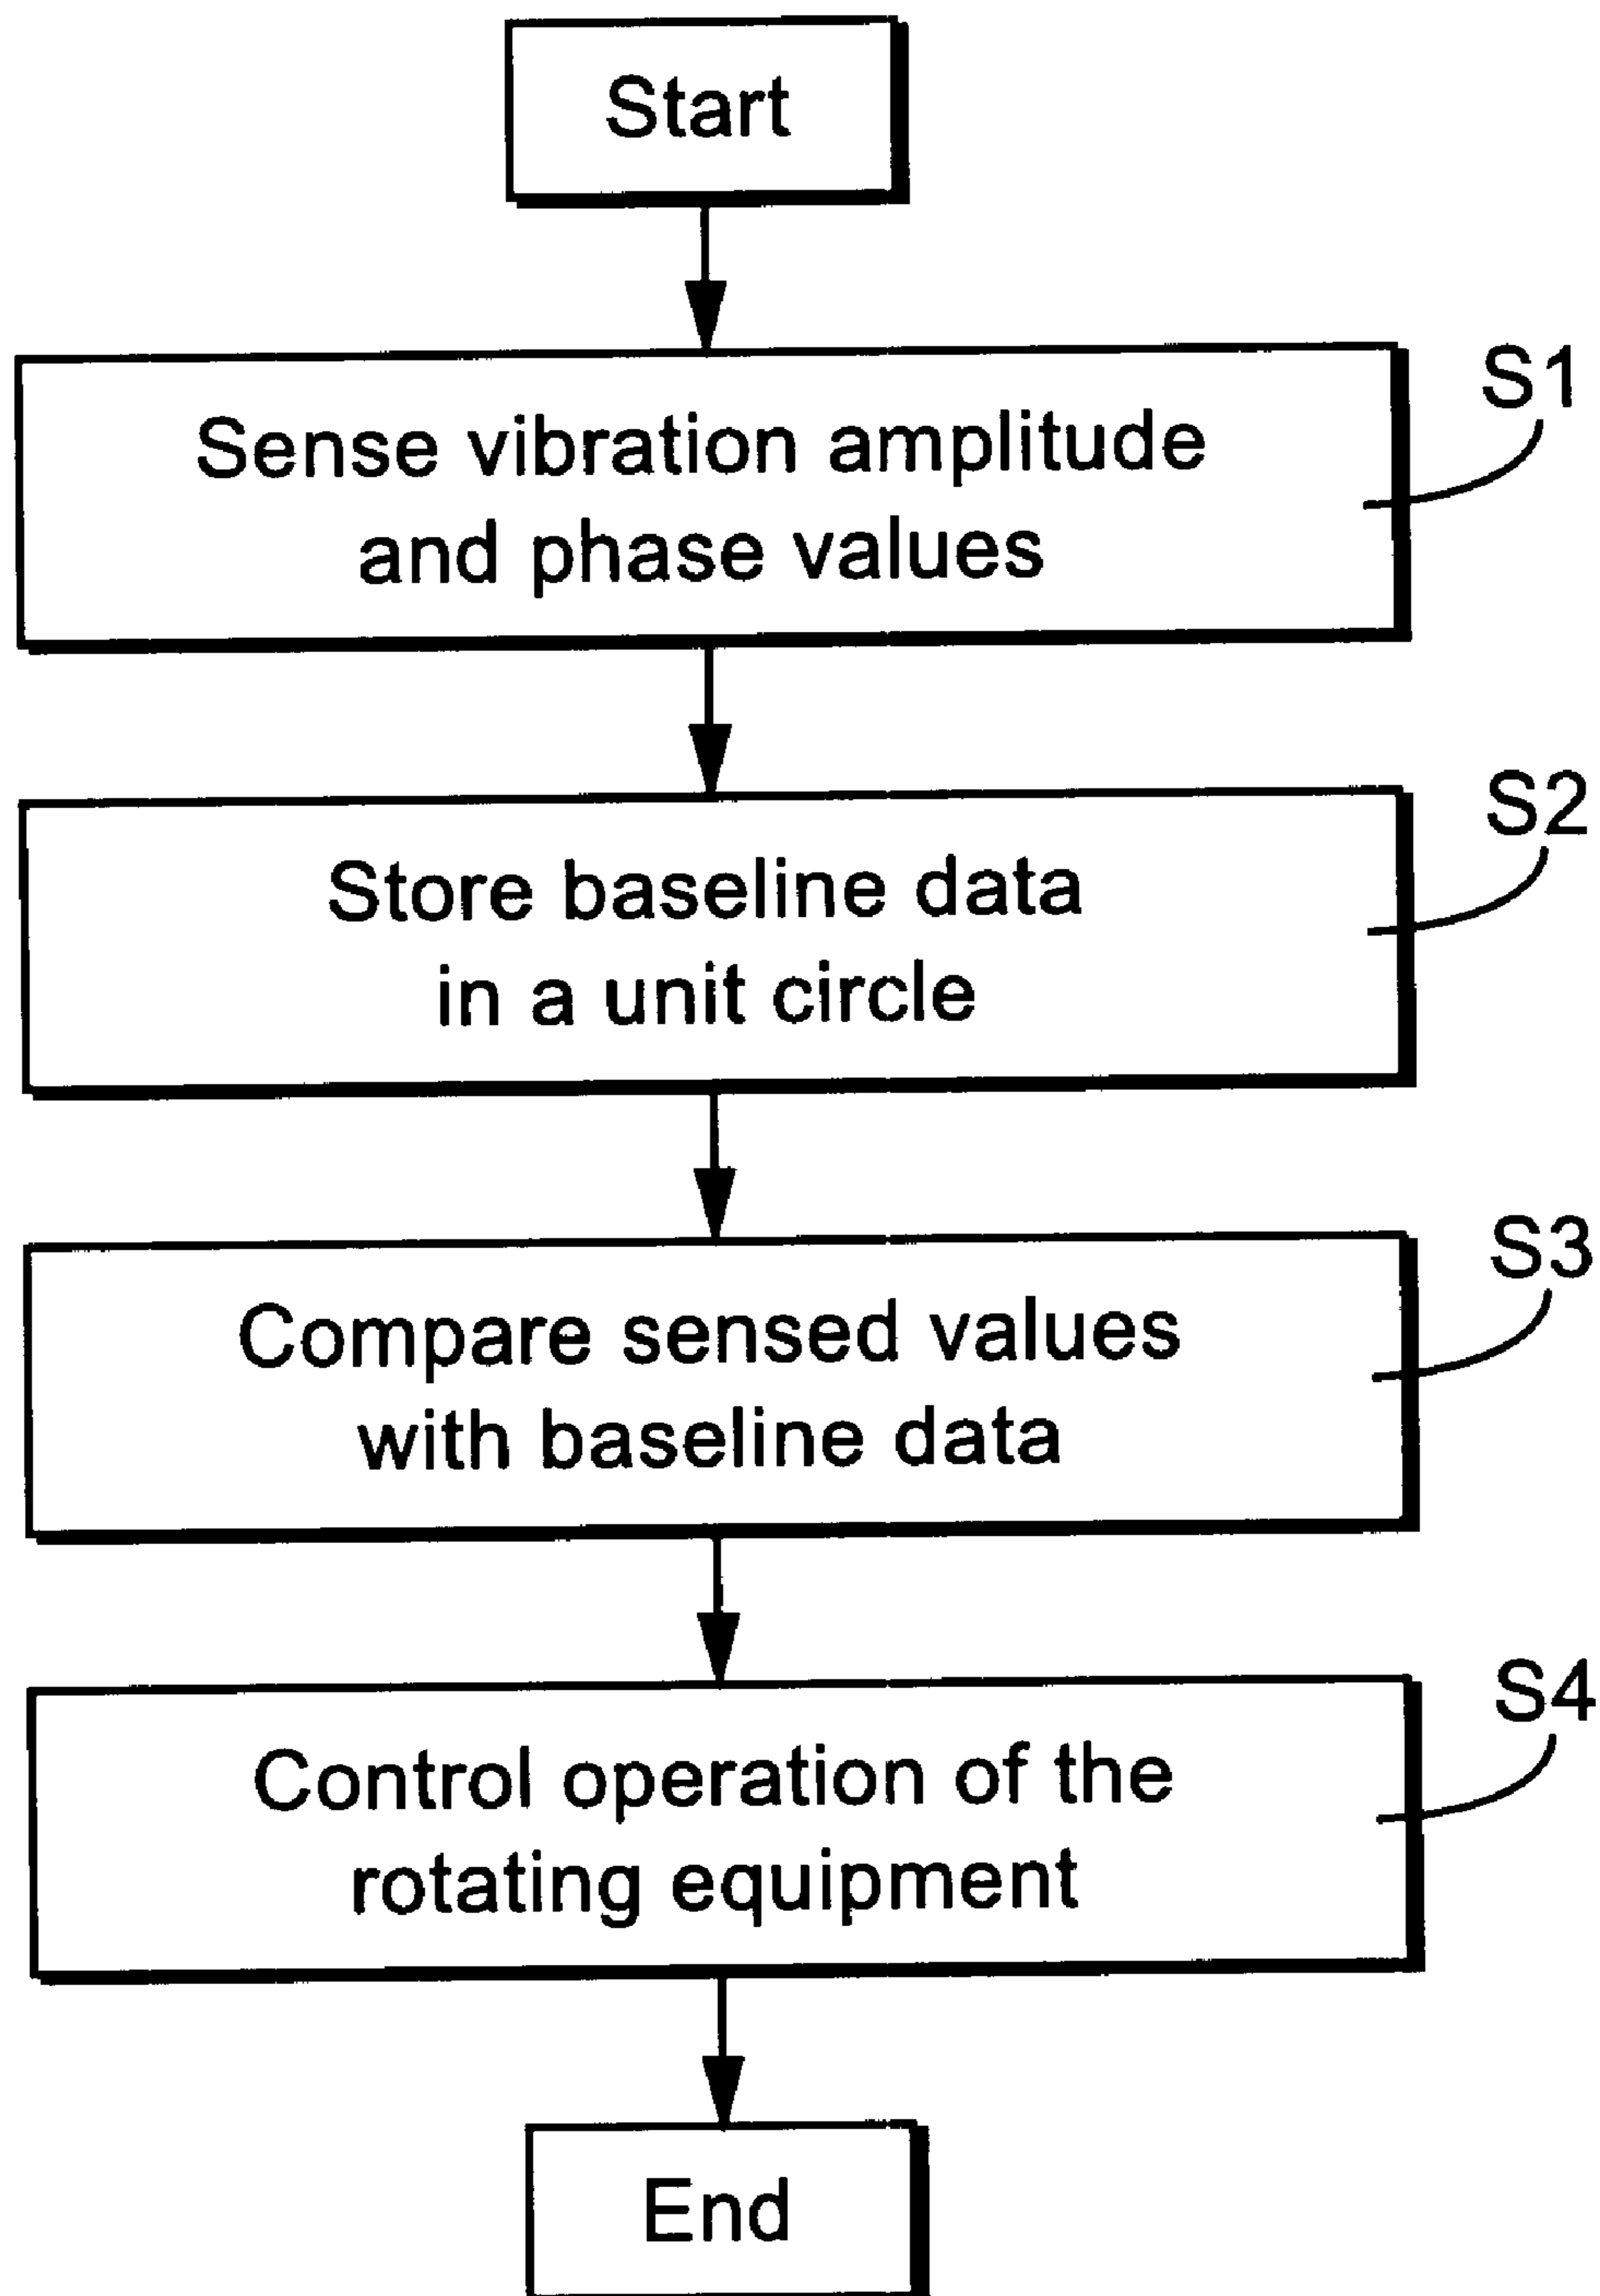 Start
S1
Sense vibration amplitude
and phase values
S2
Store baseline data
in a unit circle
S3
Compare sensed values
with baseline data
S4
Control operation of the
rotating equipment
End